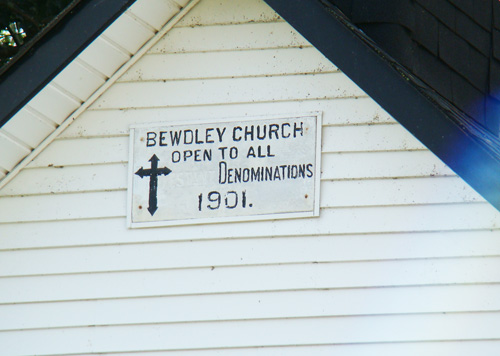 BEWDLEY CHURCH
OPEN TO ALL
DENOMINATIONS
1901.